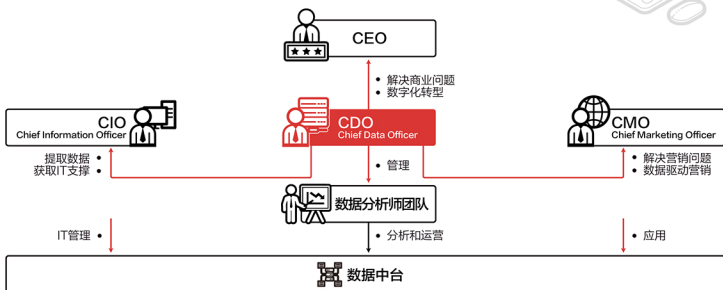 CEO
• 解决商业问题
• 数字化转型
CIO
Chief Information Officer
CDO
Chief Data Officer
CMO
Chief Marketing Officer
提取数据 •
获取IT支撑 •
• 管理
• 解决营销问题
• 数据驱动营销
数据分析师团队
IT管理 •
• 分析和运营
• 应用
数据中台